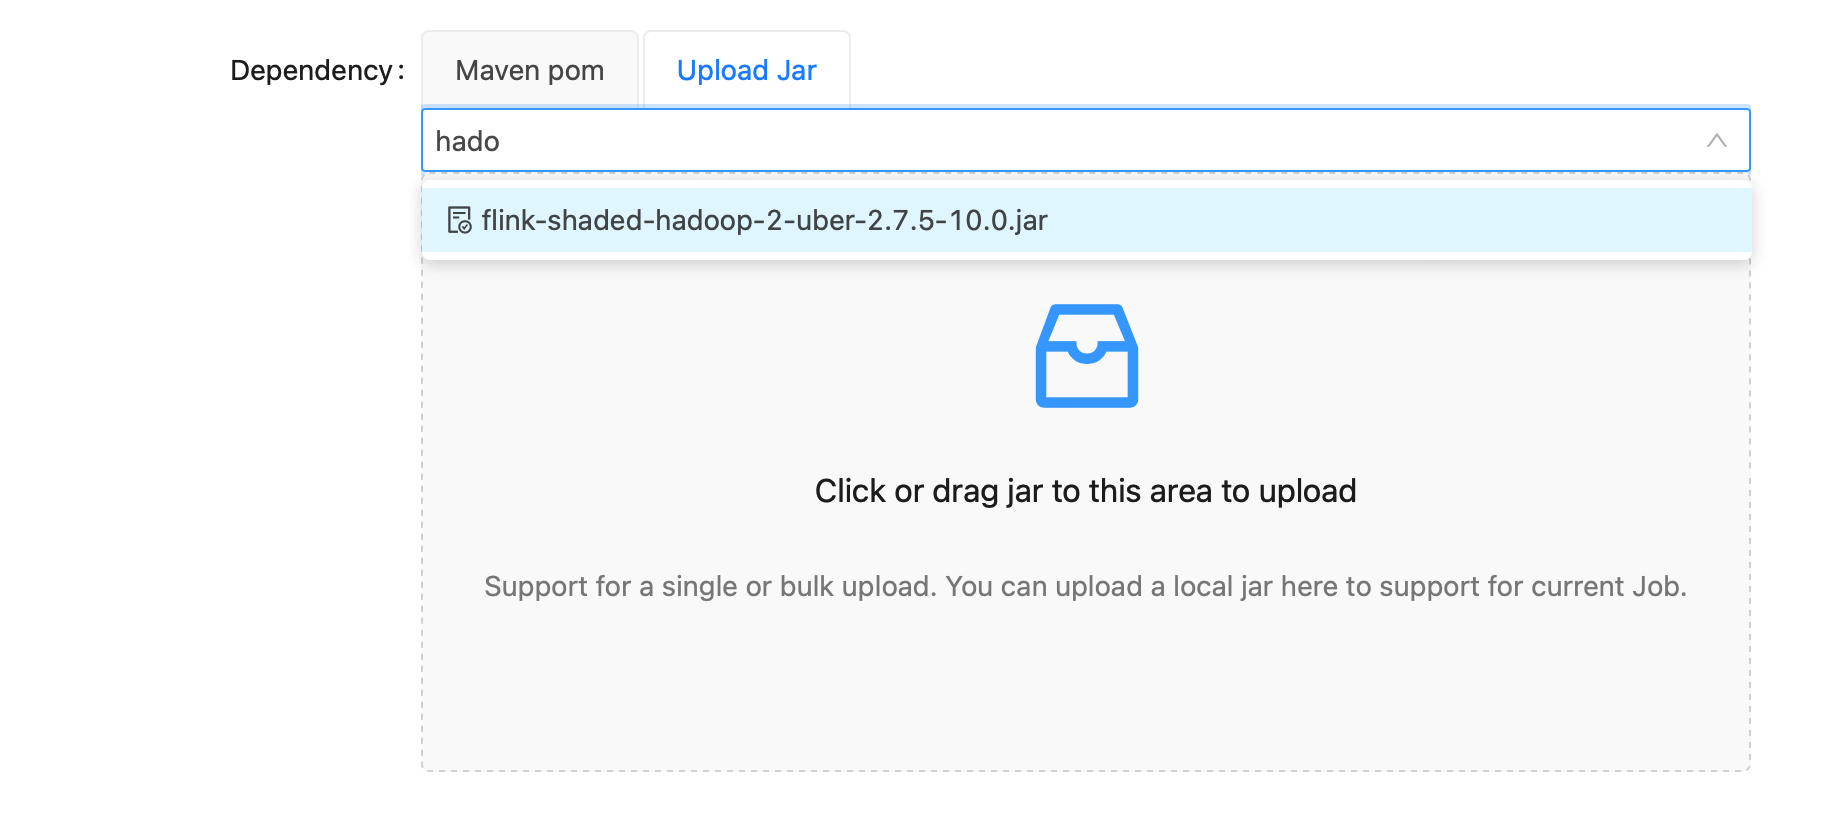 Dependency:
Maven pom
Upload Jar
hado
flink-shaded-hadoop-2-uber-2.7.5-10.0.jar
Click or drag jar to this area to upload
Support for a single or bulk upload. You can upload a local jar here to support for current Job.